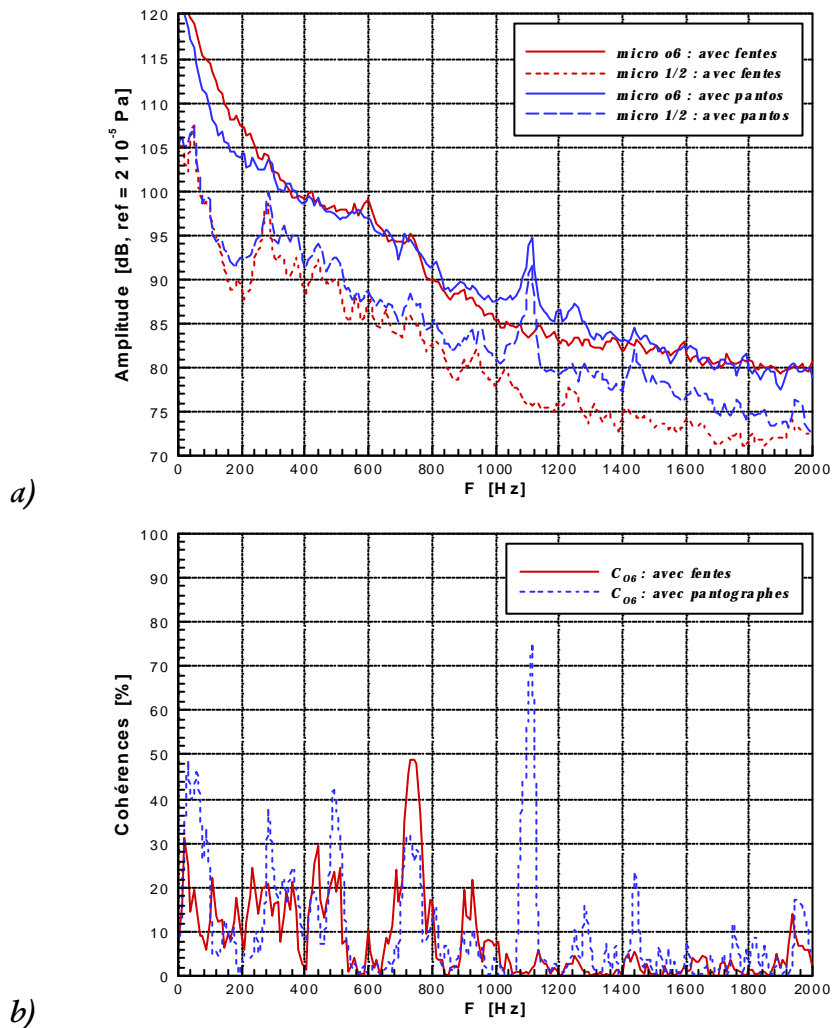 120
115
110
105
100
95
90
85
80
75
70
Amplitude [dB, ref = 2 10⁻⁵ Pa)
micro o6 : avec fentes
micro 1/2 : avec fentes
micro o6 : avec pantos
micro 1/2 : avec pantos
0 200 400 600 800 1000 1200 1400 1600 1800 2000
F [Hz]
a)
100
90
80
70
60
50
40
30
20
10
0
Cohérences [%]
C_O6 : avec fentes
C_O6 : avec pantographes
0 200 400 600 800 1000 1200 1400 1600 1800 2000
F [Hz]
b)